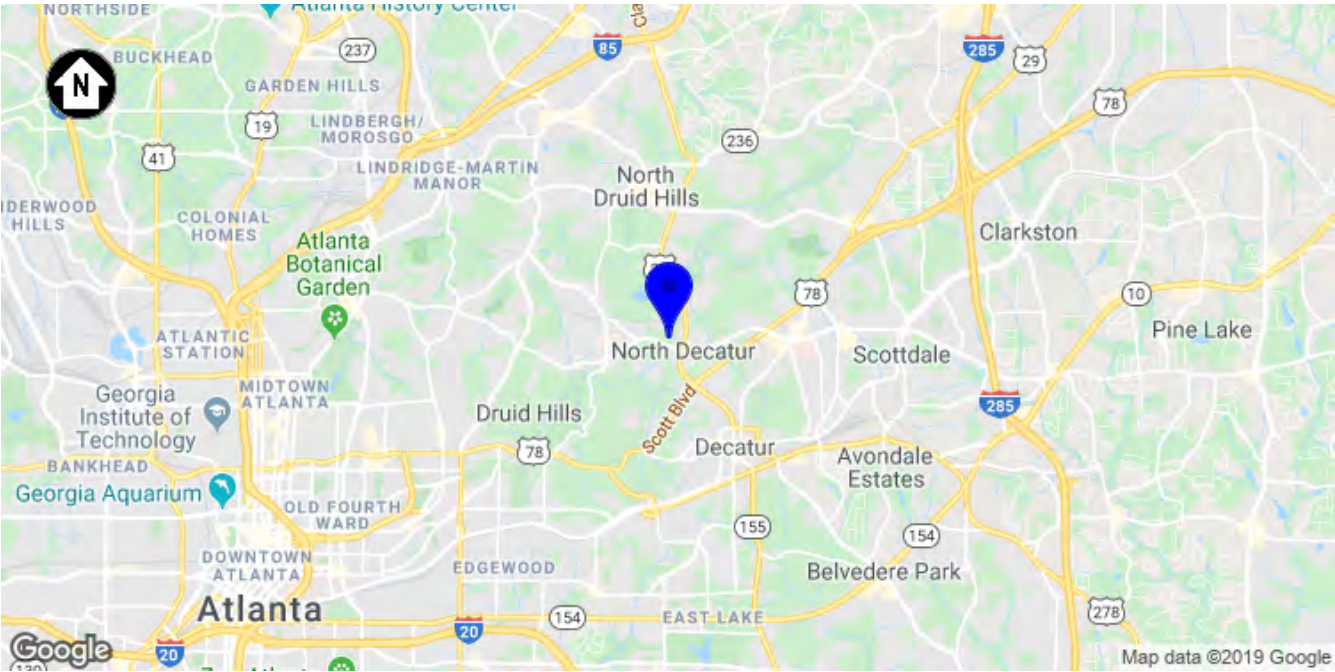 NORTHSIDE
Atlanta History Center
BUCKHEAD
237
85
285
29
GARDEN HILLS
78
19
LINDBERGH/
MOROSGO
236
41
LINDRIDGE-MARTIN
MANOR
North
Druid Hills
HILLS
COLONIAL
HOMES
Clarkston
Atlanta
Botanical
Garden
78
10
ATLANTIC
STATION
North Decatur
Scottdale
Pine Lake
MIDTOWN
ATLANTA
Georgia
Institute of
Technology
Druid Hills
285
Scott Blvd
78
Decatur
BANKHEAD
Avondale
Estates
Georgia Aquarium
OLD FOURTH
WARD
155
154
DOWNTOWN
ATLANTA
EDGEWOOD
Belvedere Park
Atlanta
154
EAST LAKE
278
20
20
Google
Map data ©2019 Google
N